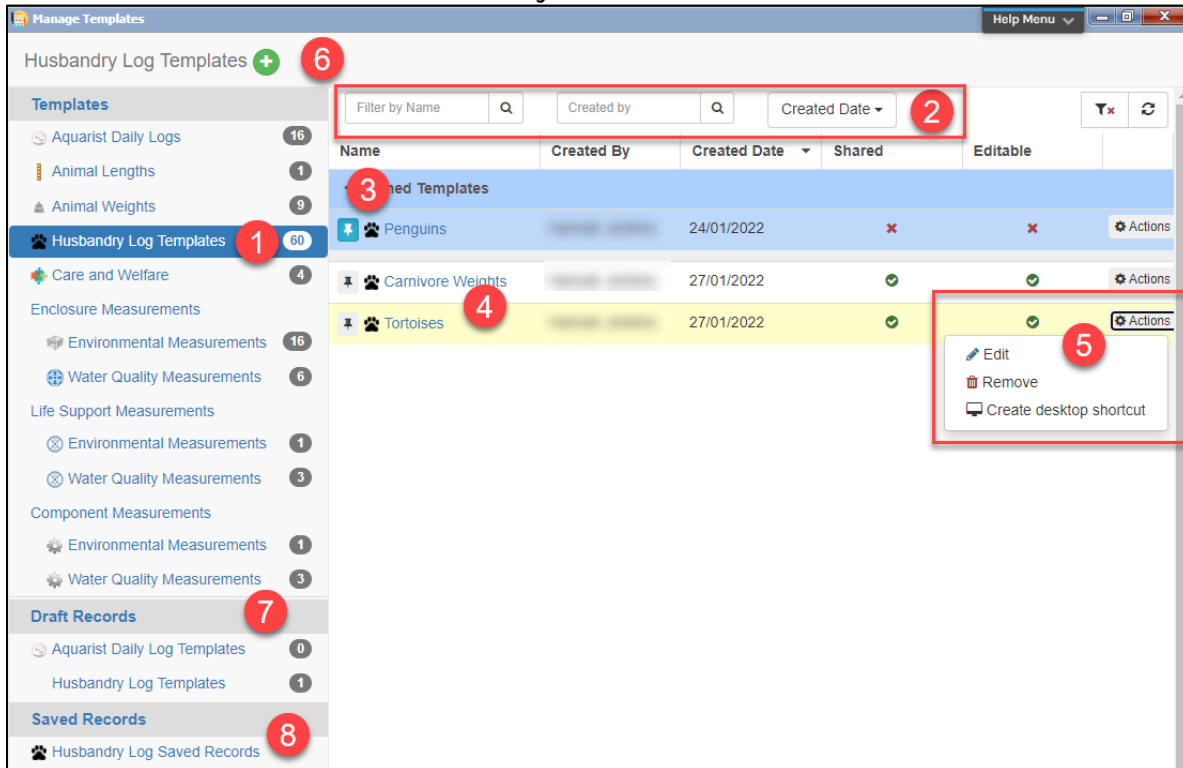 Manage Templates
Help Menu
Husbandry Log Templates
6
Templates
Aquarist Daily Logs 16
Animal Lengths 1
Animal Weights 9
Husbandry Log Templates 1 60
Care and Welfare 4
Enclosure Measurements
Environmental Measurements 16
Water Quality Measurements 6
Life Support Measurements
Environmental Measurements 1
Water Quality Measurements 3
Component Measurements
Environmental Measurements 1
Water Quality Measurements 3
7
Draft Records
Aquarist Daily Log Templates 0
Husbandry Log Templates 1
Saved Records
8
Husbandry Log Saved Records
Filter by Name Created by Created Date 2
Name Created By Created Date Shared Editable
3 ned Templates
Penguins 24/01/2022 Actions
Carnivore Weights 27/01/2022 Actions
4
Tortoises 27/01/2022 Actions
5
Edit
Remove
Create desktop shortcut